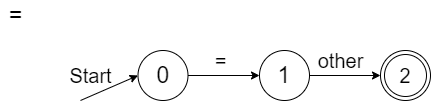 =
Start 0 = 1 other 2